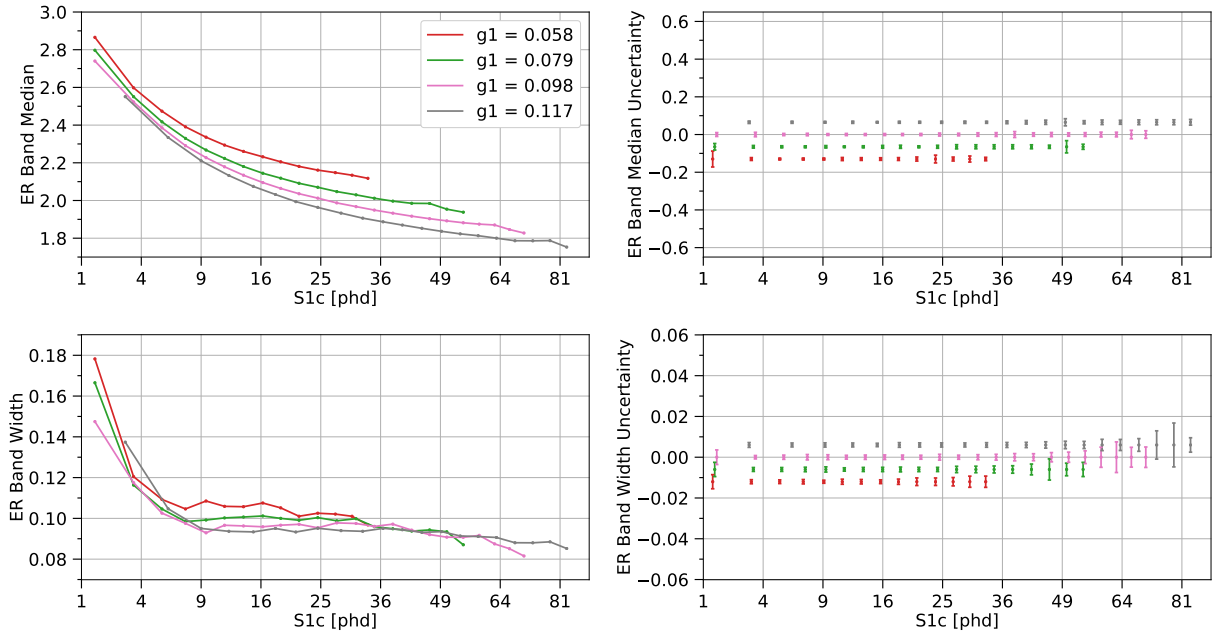 ER Band Median
3.0
2.8
2.6
2.4
2.2
2.0
1.8
1 4 9 16 25 36 49 64 81
S1c [phd]
g1 = 0.058
g1 = 0.079
g1 = 0.098
g1 = 0.117
ER Band Median Uncertainty
0.6
0.4
0.2
0.0
−0.2
−0.4
−0.6
1 4 9 16 25 36 49 64 81
S1c [phd]
ER Band Width
0.18
0.16
0.14
0.12
0.10
0.08
1 4 9 16 25 36 49 64 81
S1c [phd]
ER Band Width Uncertainty
0.06
0.04
0.02
0.00
−0.02
−0.04
−0.06
1 4 9 16 25 36 49 64 81
S1c [phd]